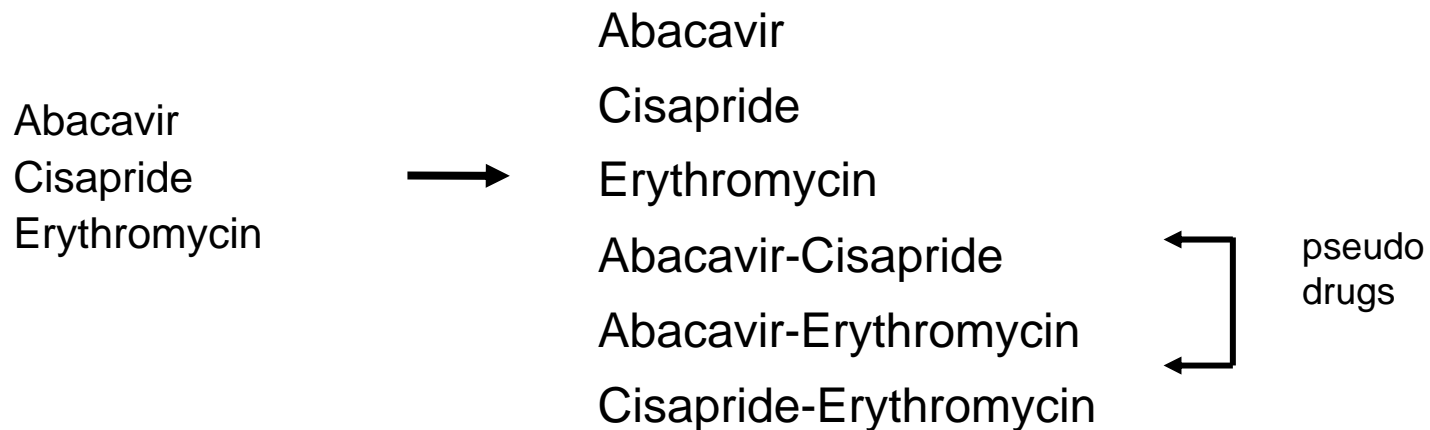 Abacavir
Cisapride
Erythromycin
Abacavir
Cisapride
Erythromycin
Abacavir-Cisapride
Abacavir-Erythromycin
Cisapride-Erythromycin
pseudo
drugs